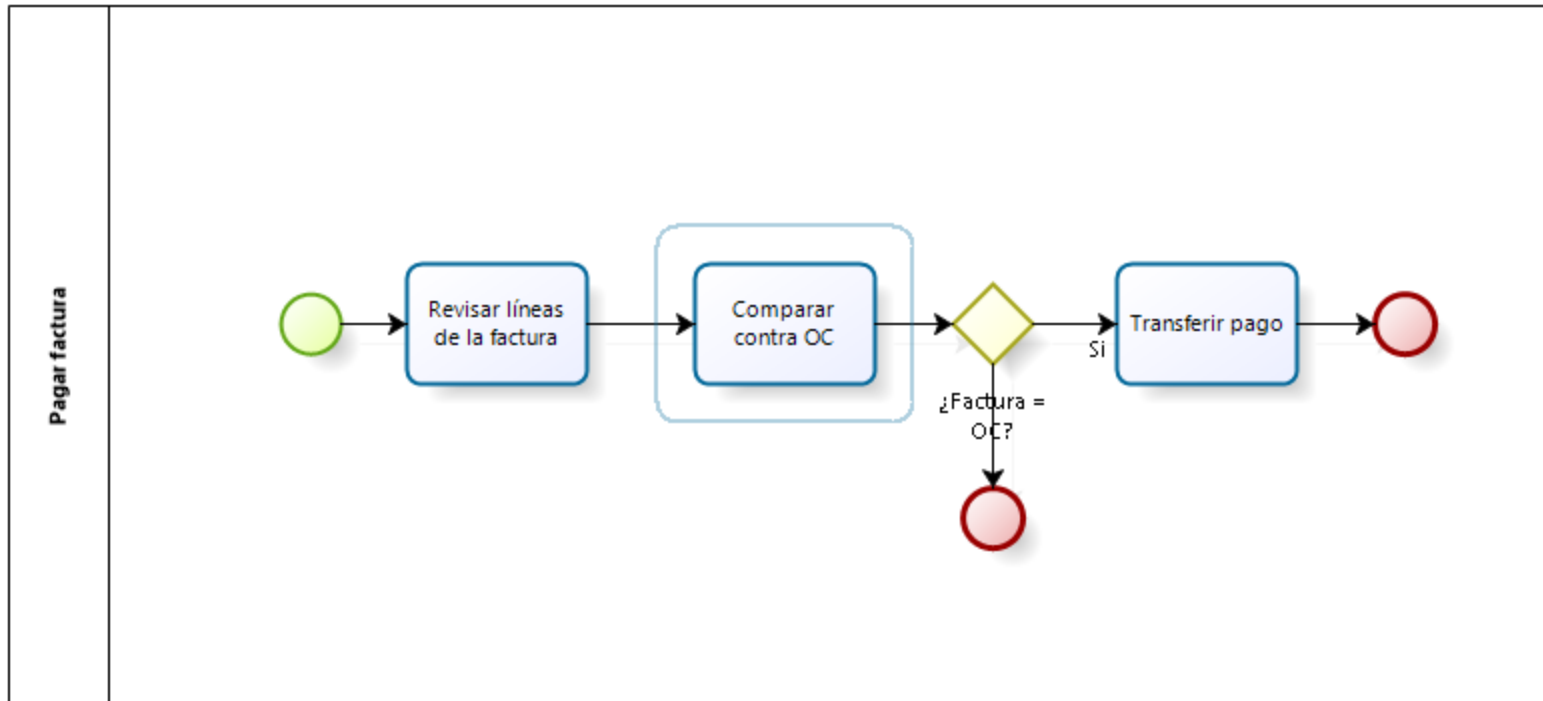 Pagar factura
Revisar líneas
de la factura
Comparar
contra OC
¿Factura =
OC?
Si
Transferir pago